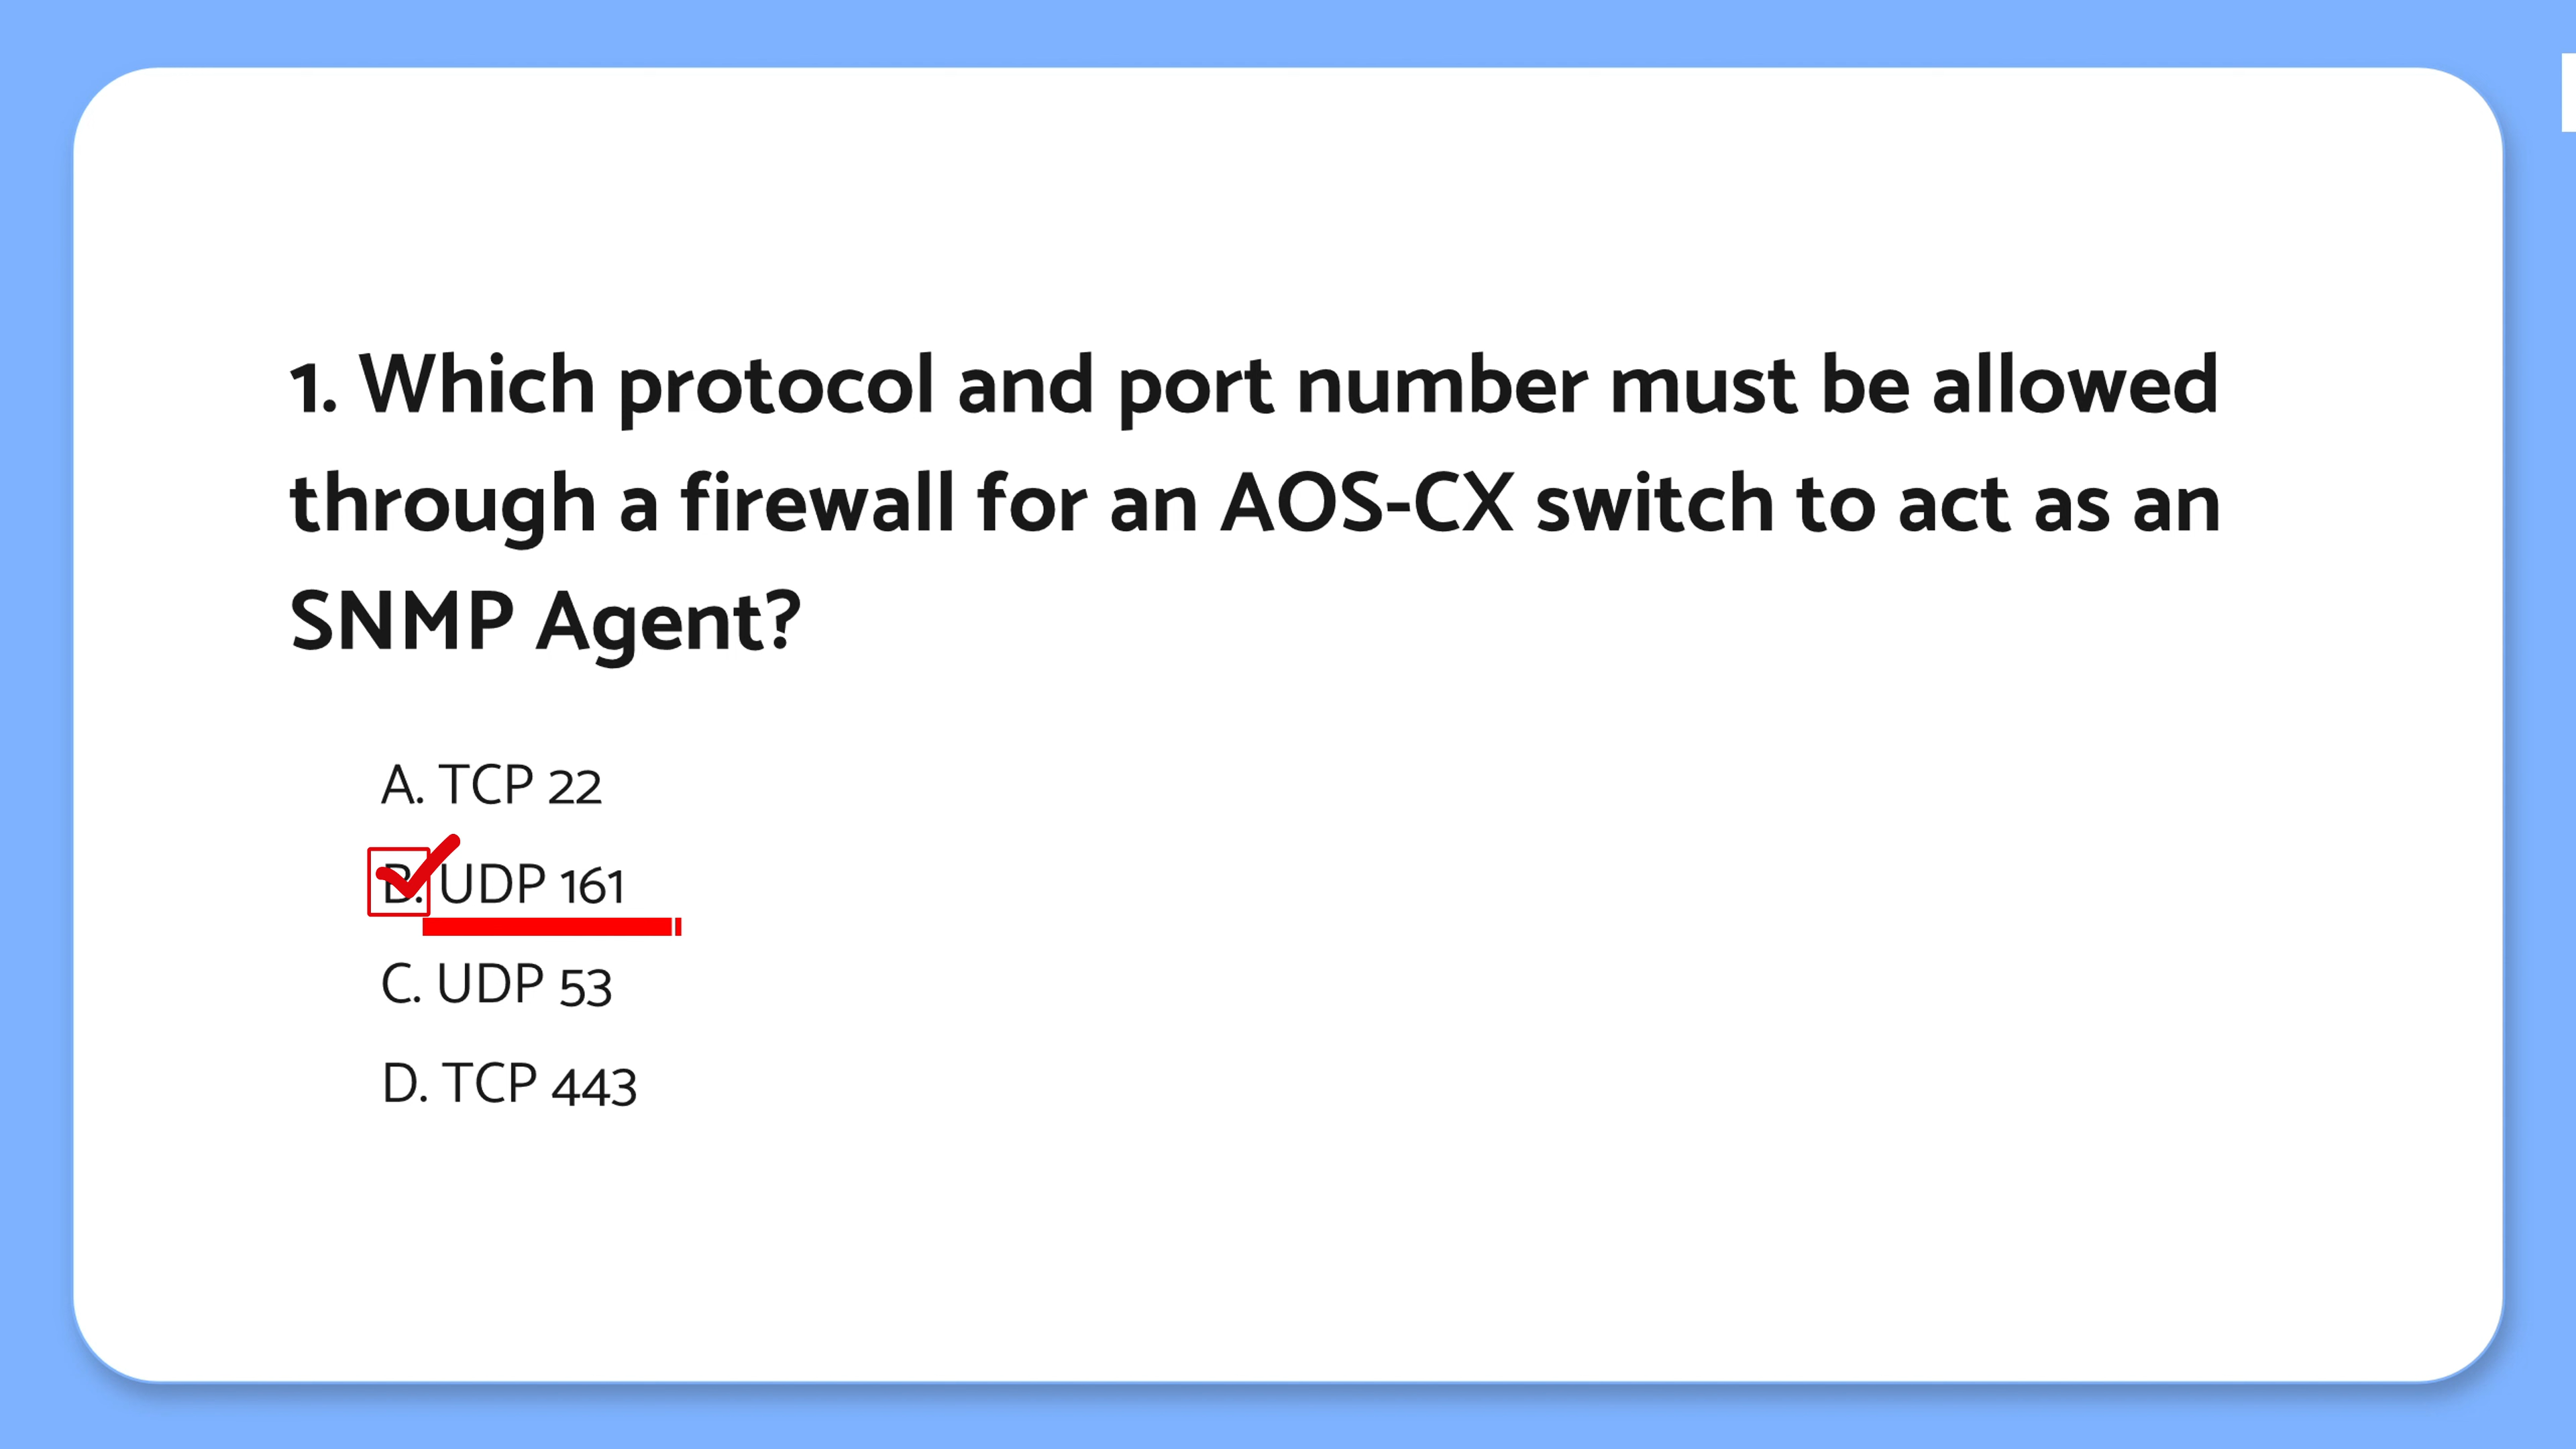 1. Which protocol and port number must be allowed
through a firewall for an AOS-CX switch to act as an
SNMP Agent?
A. TCP 22
B. UDP 161
C. UDP 53
D. TCP 443